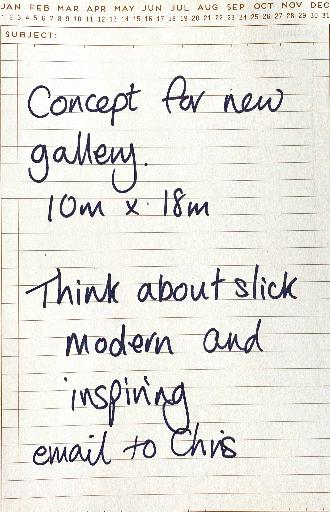 JAN FEB MAR APR MAY JUN JUL AUG SEP OCT NOV DEC
1 2 3 4 5 6 7 8 9 10 11 12 13 14 15 16 17 18 19 20 21 22 23 24 25 26 27 28 29 30 31
SUBJECT:
Concept for new
gallery.
10m x 18m
Think about slick
modern and
inspiring
email to Chris